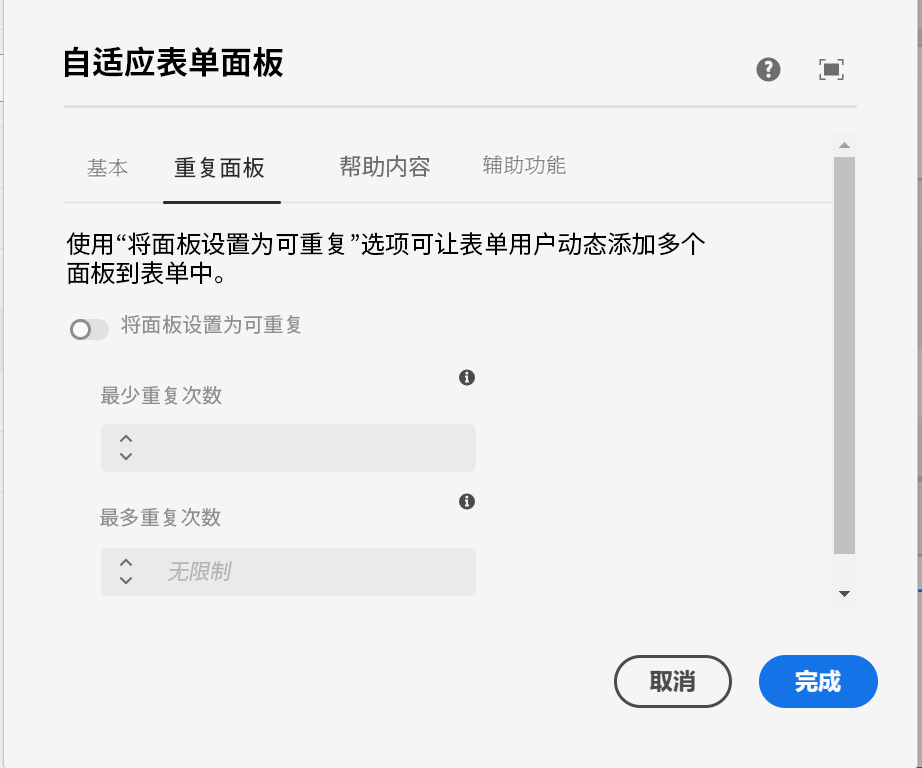 自适应表单面板
基本 重复面板 帮助内容 辅助功能
使用“将面板设置为可重复”选项可让表单用户动态添加多个
面板到表单中。
将面板设置为可重复
最少重复次数
最多重复次数
无限制
取消 完成